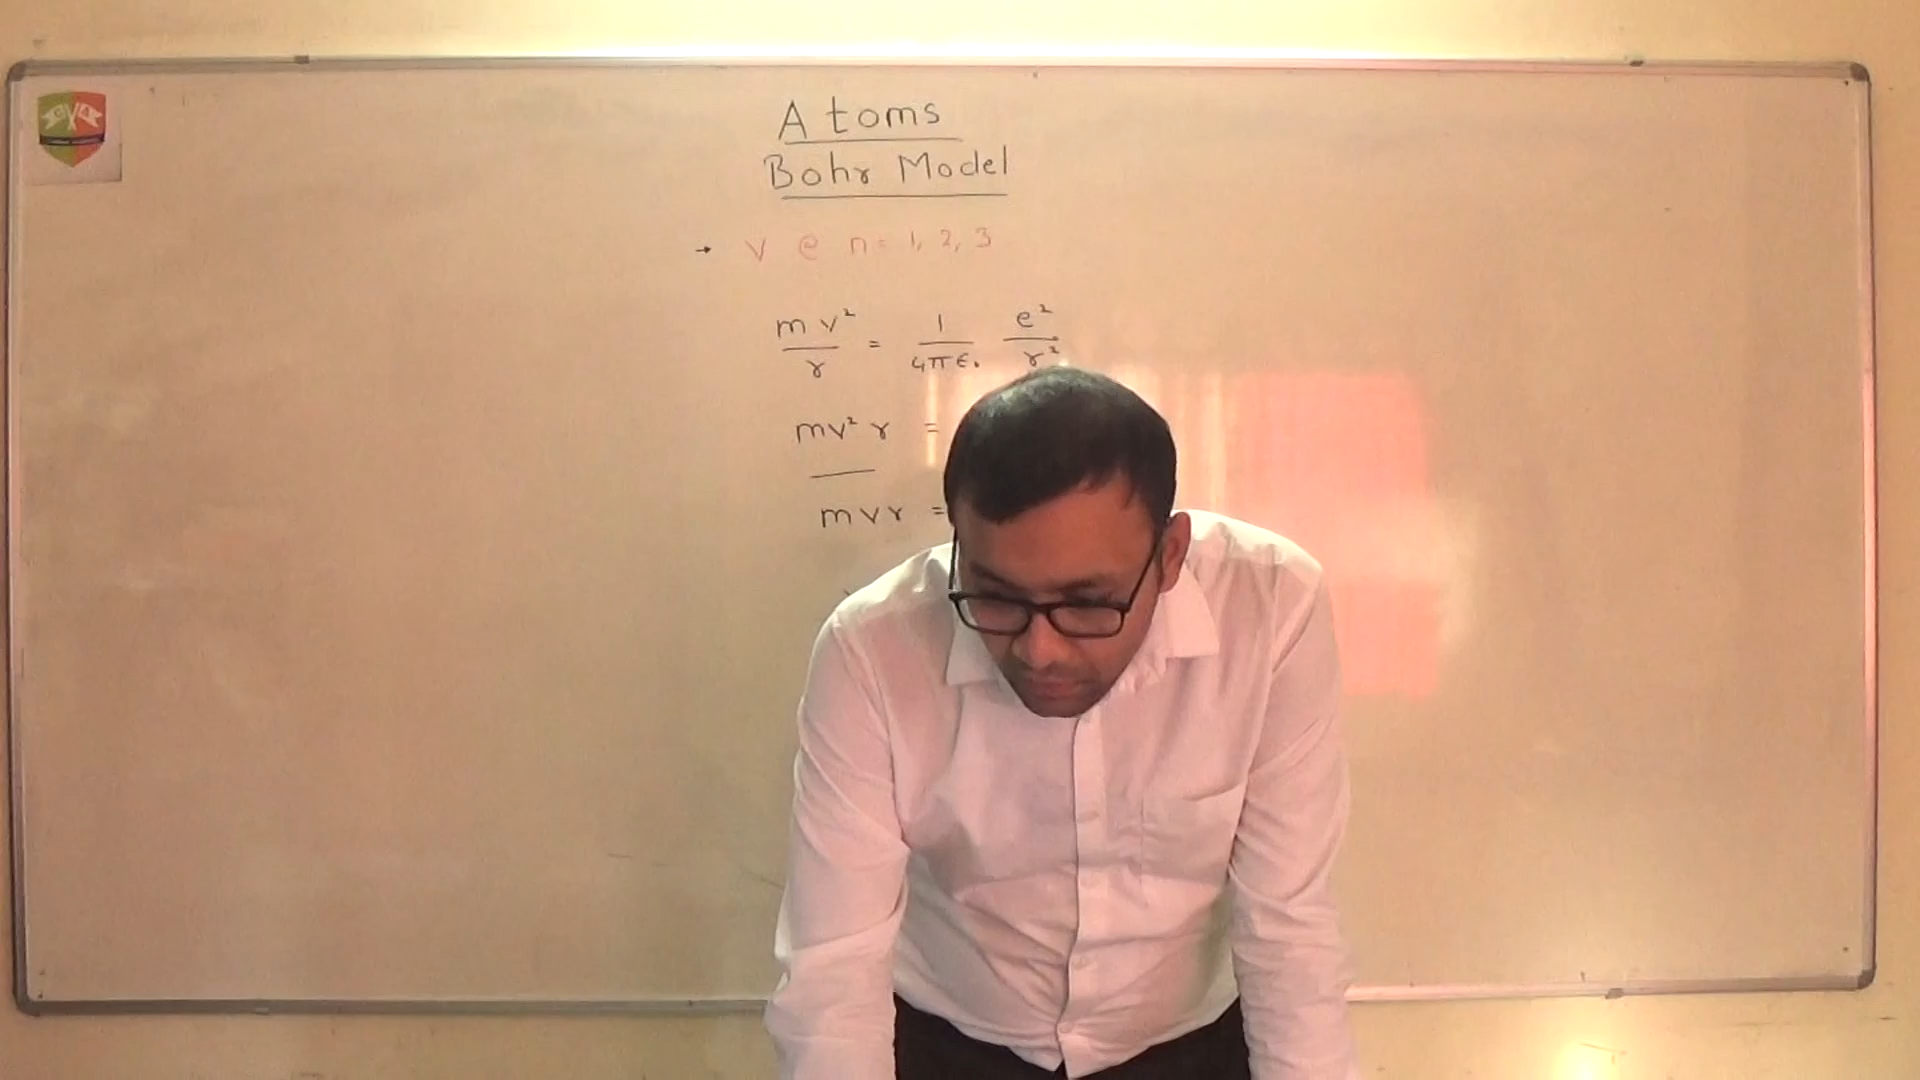 Atoms
Bohr Model
→ v @ n = 1, 2, 3
mv²/r = 1/4πε₀ e²/r²
mv²r =
mvr =